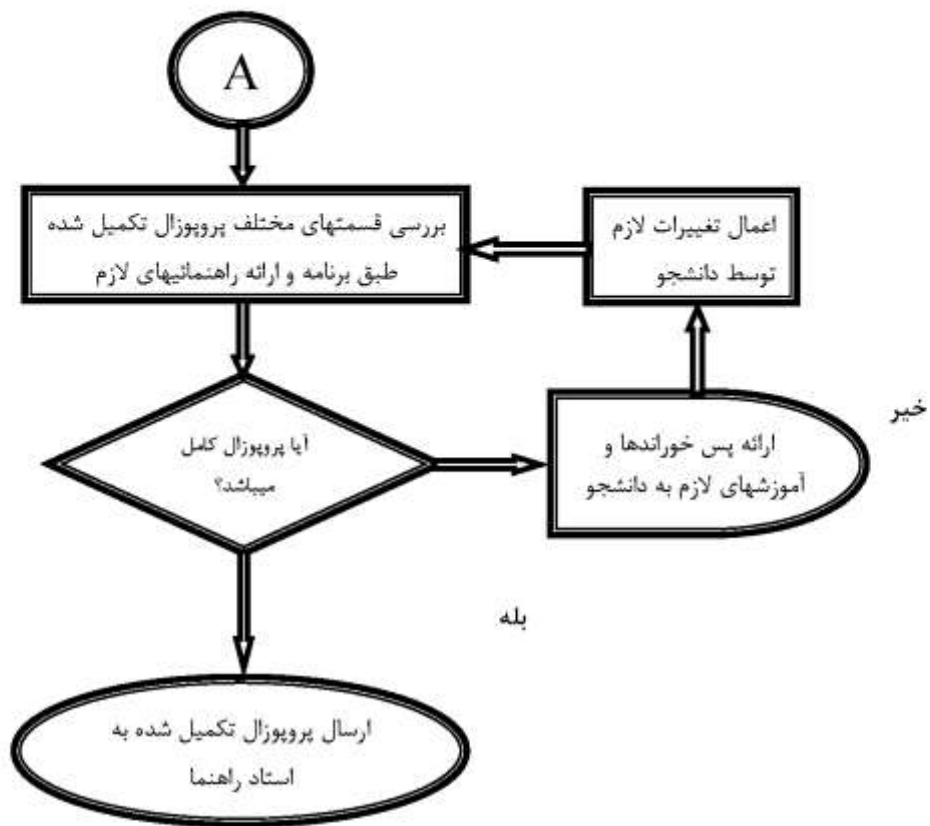 A
بررسی قسمتهای مختلف پروپوزال تکمیل شده
طبق برنامه و ارائه راهنمائیهای لازم
اعمال تغییرات لازم
توسط دانشجو
آیا پروپوزال کامل
میباشد؟
ارائه پس خوراندها و
آموزشهای لازم به دانشجو
خیر
بله
ارسال پروپوزال تکمیل شده به
استاد راهنما